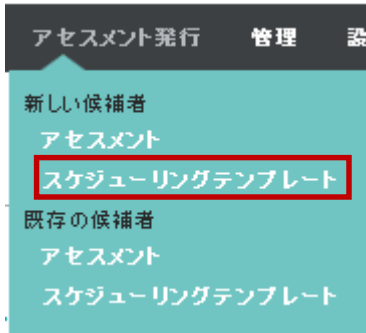 アセスメント発行 管理 設
新しい候補者
アセスメント
スケジューリングテンプレート
既存の候補者
アセスメント
スケジューリングテンプレート